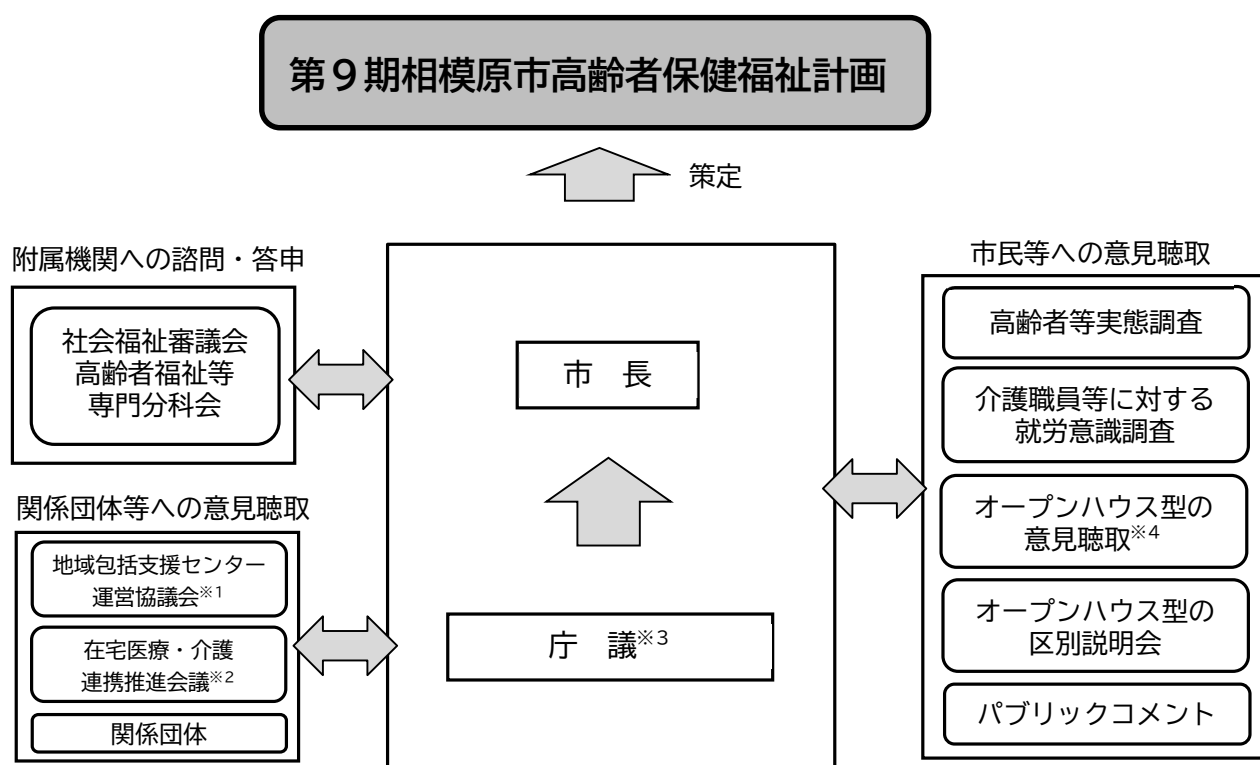 第９期相模原市高齢者保健福祉計画
策定
附属機関への諮問・答申
社会福祉審議会
高齢者福祉等
専門分科会
関係団体等への意見聴取
地域包括支援センター
運営協議会※1
在宅医療・介護
連携推進会議※2
関係団体
市　長
庁　議※3
市民等への意見聴取
高齢者等実態調査
介護職員等に対する
就労意識調査
オープンハウス型の
意見聴取※4
オープンハウス型の
区別説明会
パブリックコメント